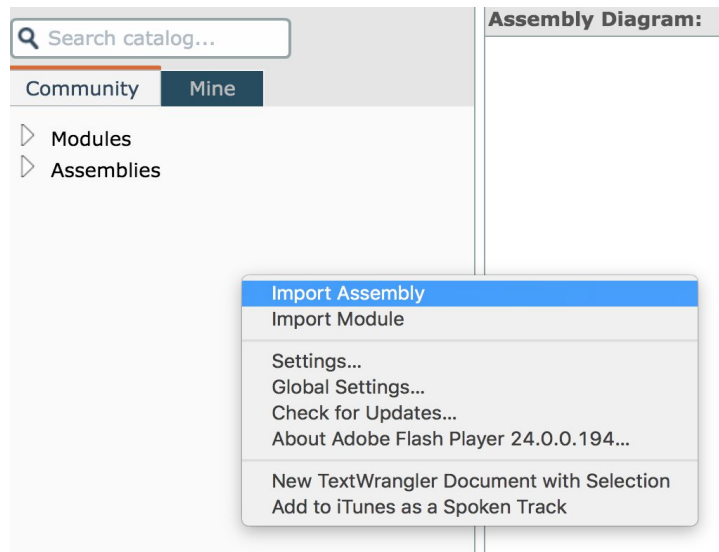 Search catalog...
Assembly Diagram:
Community Mine
Modules
Assemblies
Import Assembly
Import Module
Settings...
Global Settings...
Check for Updates...
About Adobe Flash Player 24.0.0.194...
New TextWrangler Document with Selection
Add to iTunes as a Spoken Track